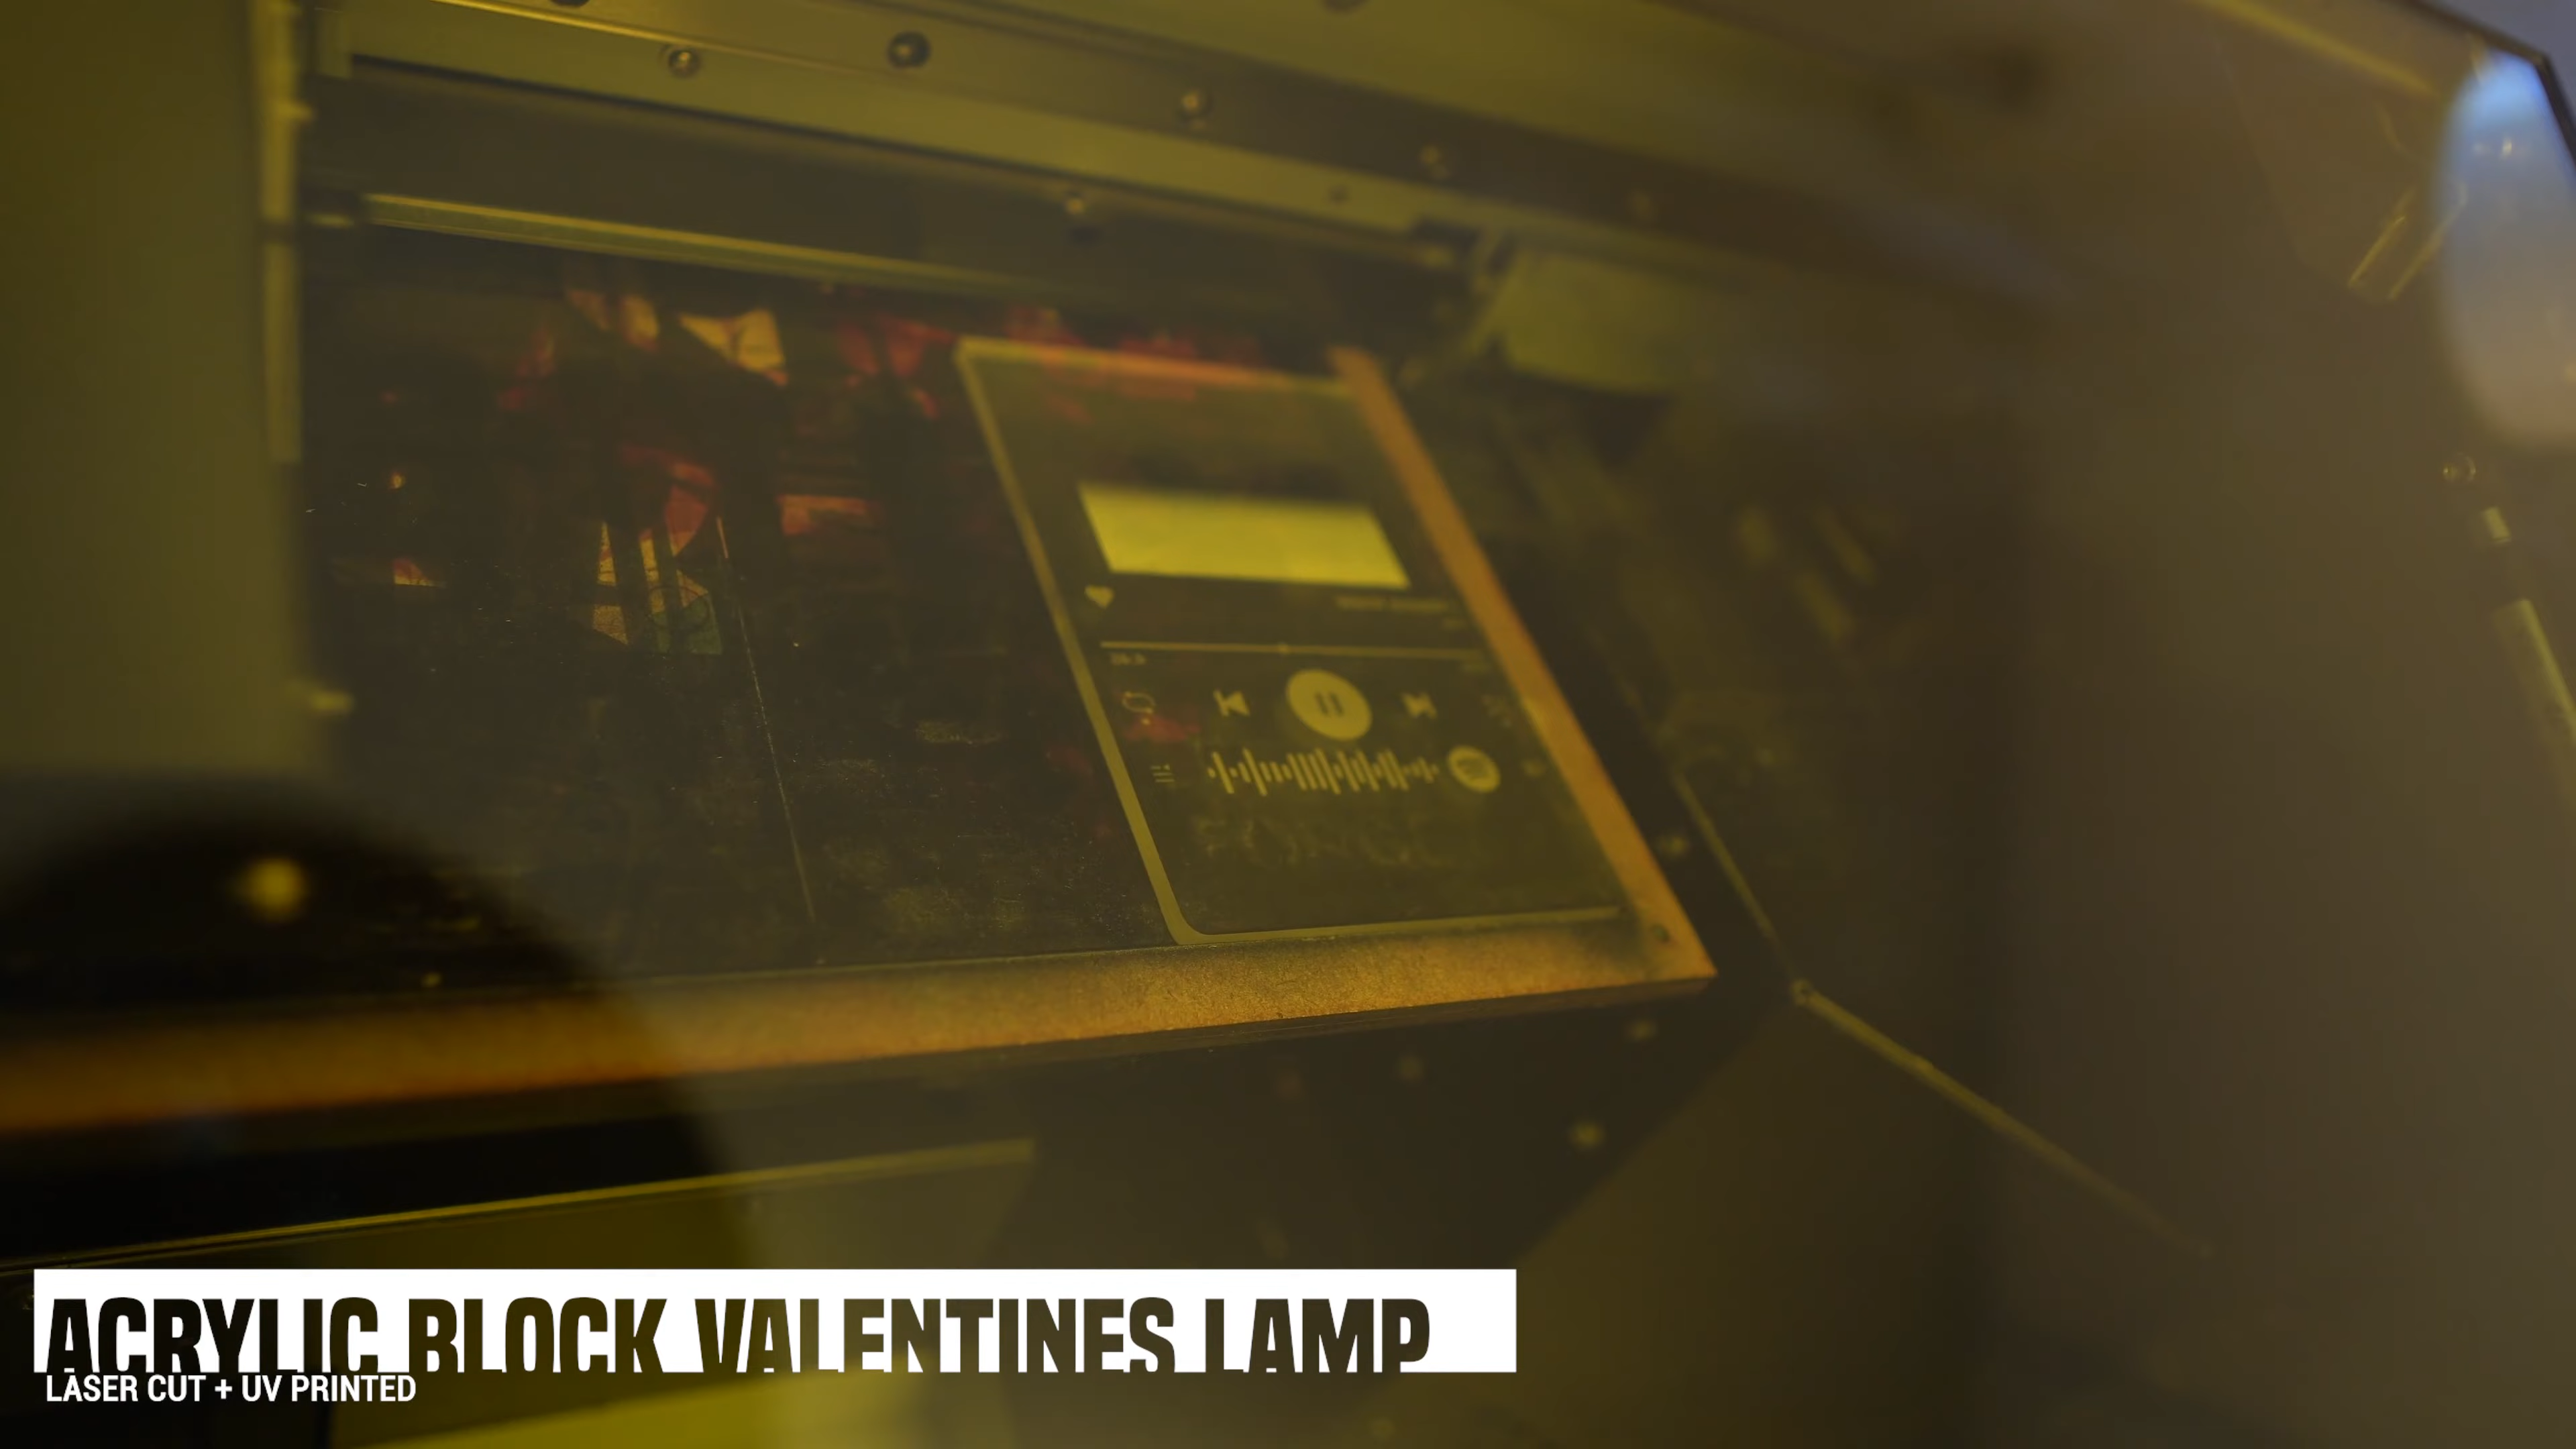 ACRYLIC BLOCK VALENTINES LAMP
LASER CUT + UV PRINTED